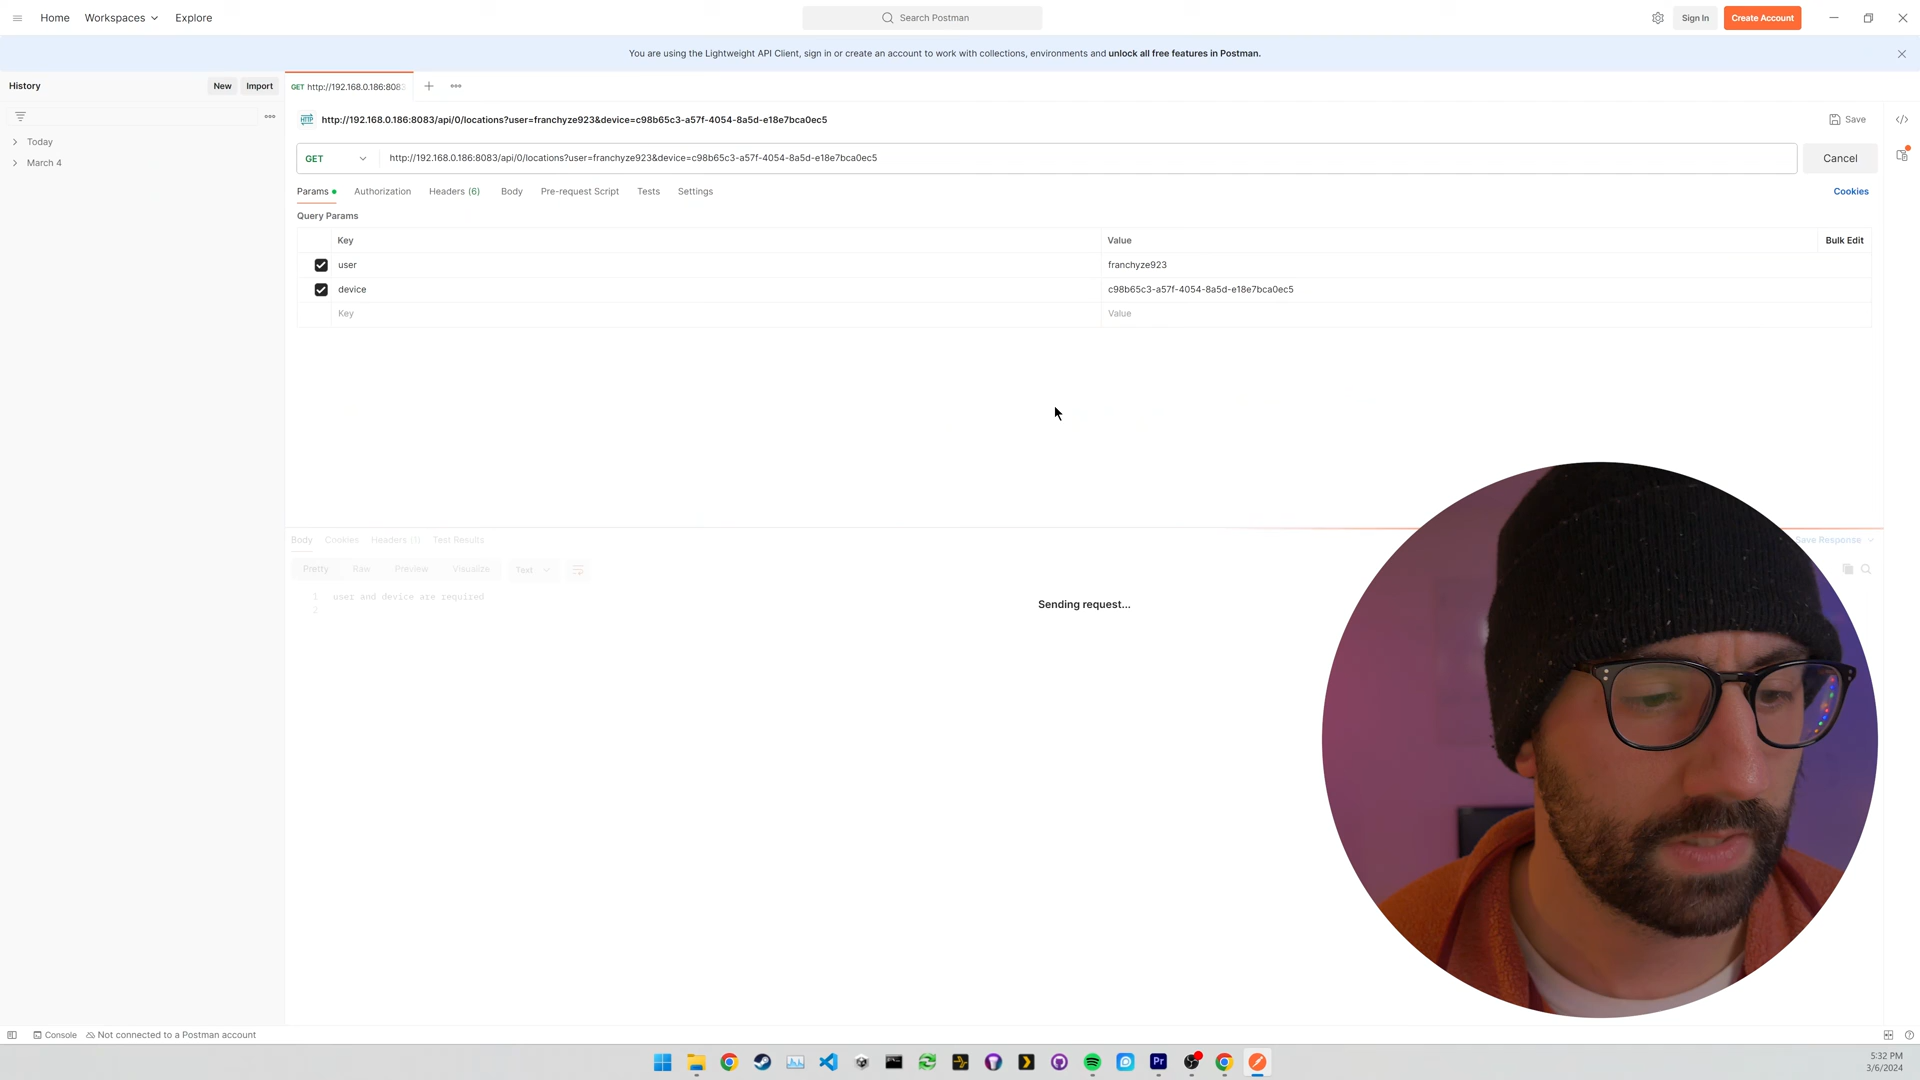 Home Workspaces Explore Search Postman Sign In Create Account
You are using the Lightweight API Client, sign in or create an account to work with collections, environments and unlock all free features in Postman.
History New Import GET http://192.168.0.186:808
http://192.168.0.186:8083/api/0/locations?user=franchyze923&device=c98b65c3-a57f-4054-8a5d-e18e7bca0ec5 Save
Today
March 4
GET http://192.168.0.186:8083/api/0/locations?user=franchyze923&device=c98b65c3-a57f-4054-8a5d-e18e7bca0ec5 Cancel
Params Authorization Headers (6) Body Pre-request Script Tests Settings Cookies
Query Params
Key Value Bulk Edit
user franchyze923
device c98b65c3-a57f-4054-8a5d-e18e7bca0ec5
Key Value
Body Cookies Headers (1) Test Results Save Response
Pretty Raw Preview Visualize Text
1 user and device are required
2
Sending request...
Console Not connected to a Postman account
Pr
5:32 PM
3/6/2024